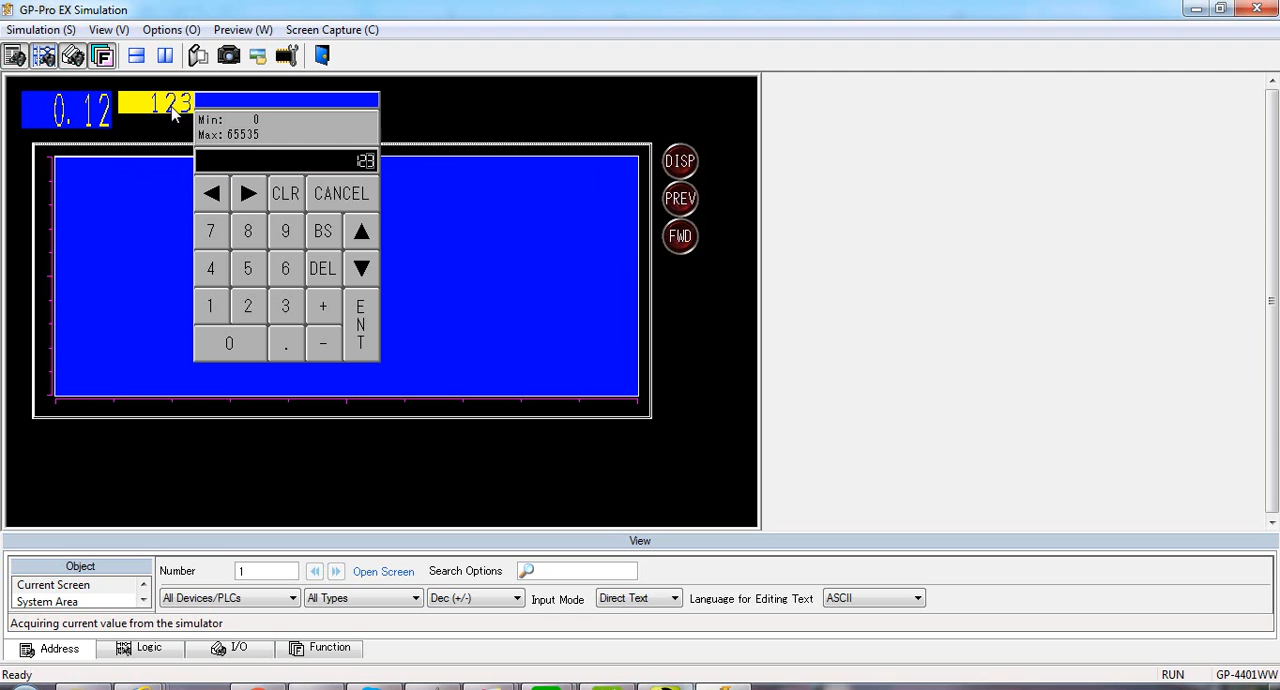 GP-Pro EX Simulation
Simulation (S) View (V) Options (O) Preview (W) Screen Capture (C)
0.12 123
Min: 0
Max: 65535
123
CLR CANCEL
7 8 9 BS
4 5 6 DEL
1 2 3 + ENT
0 . -
DISP
PREV
FWD
View
Object
Current Screen
System Area
Number 1 Open Screen Search Options
All Devices/PLCs All Types Dec (+/-) Input Mode Direct Text Language for Editing Text ASCII
Acquiring current value from the simulator
Address Logic I/O Function
Ready RUN GP-4401WW